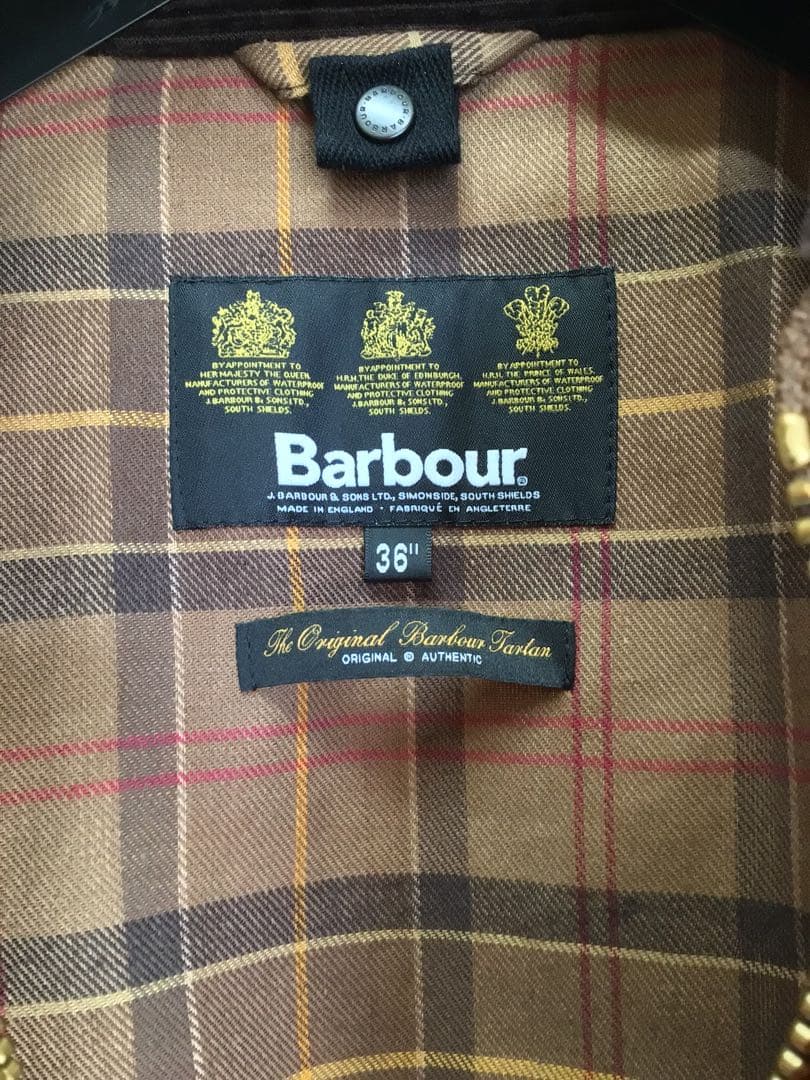 BARBOUR·BARBOUR·
BY APPOINTMENT TO
HER MAJESTY THE QUEEN
MANUFACTURERS OF WATERPROOF
AND PROTECTIVE CLOTHING
J.BARBOUR & SONS LTD.,
SOUTH SHIELDS.
BY APPOINTMENT TO
H.R.H. THE DUKE OF EDINBURGH,
MANUFACTURERS OF WATERPROOF
AND PROTECTIVE CLOTHING
J.BARBOUR & SONS LTD.,
SOUTH SHIELDS.
BY APPOINTMENT TO
H.R.H. THE PRINCE OF WALES.
MANUFACTURERS OF WATERPROOF
AND PROTECTIVE CLOTHING
J.BARBOUR & SONS LTD.,
SOUTH SHIELDS.
Barbour®
J. BARBOUR & SONS LTD., SIMONSIDE, SOUTH SHIELDS
MADE IN ENGLAND · FABRIQUÉ EN ANGLETERRE
36"
The Original Barbour Tartan
ORIGINAL ® AUTHENTIC